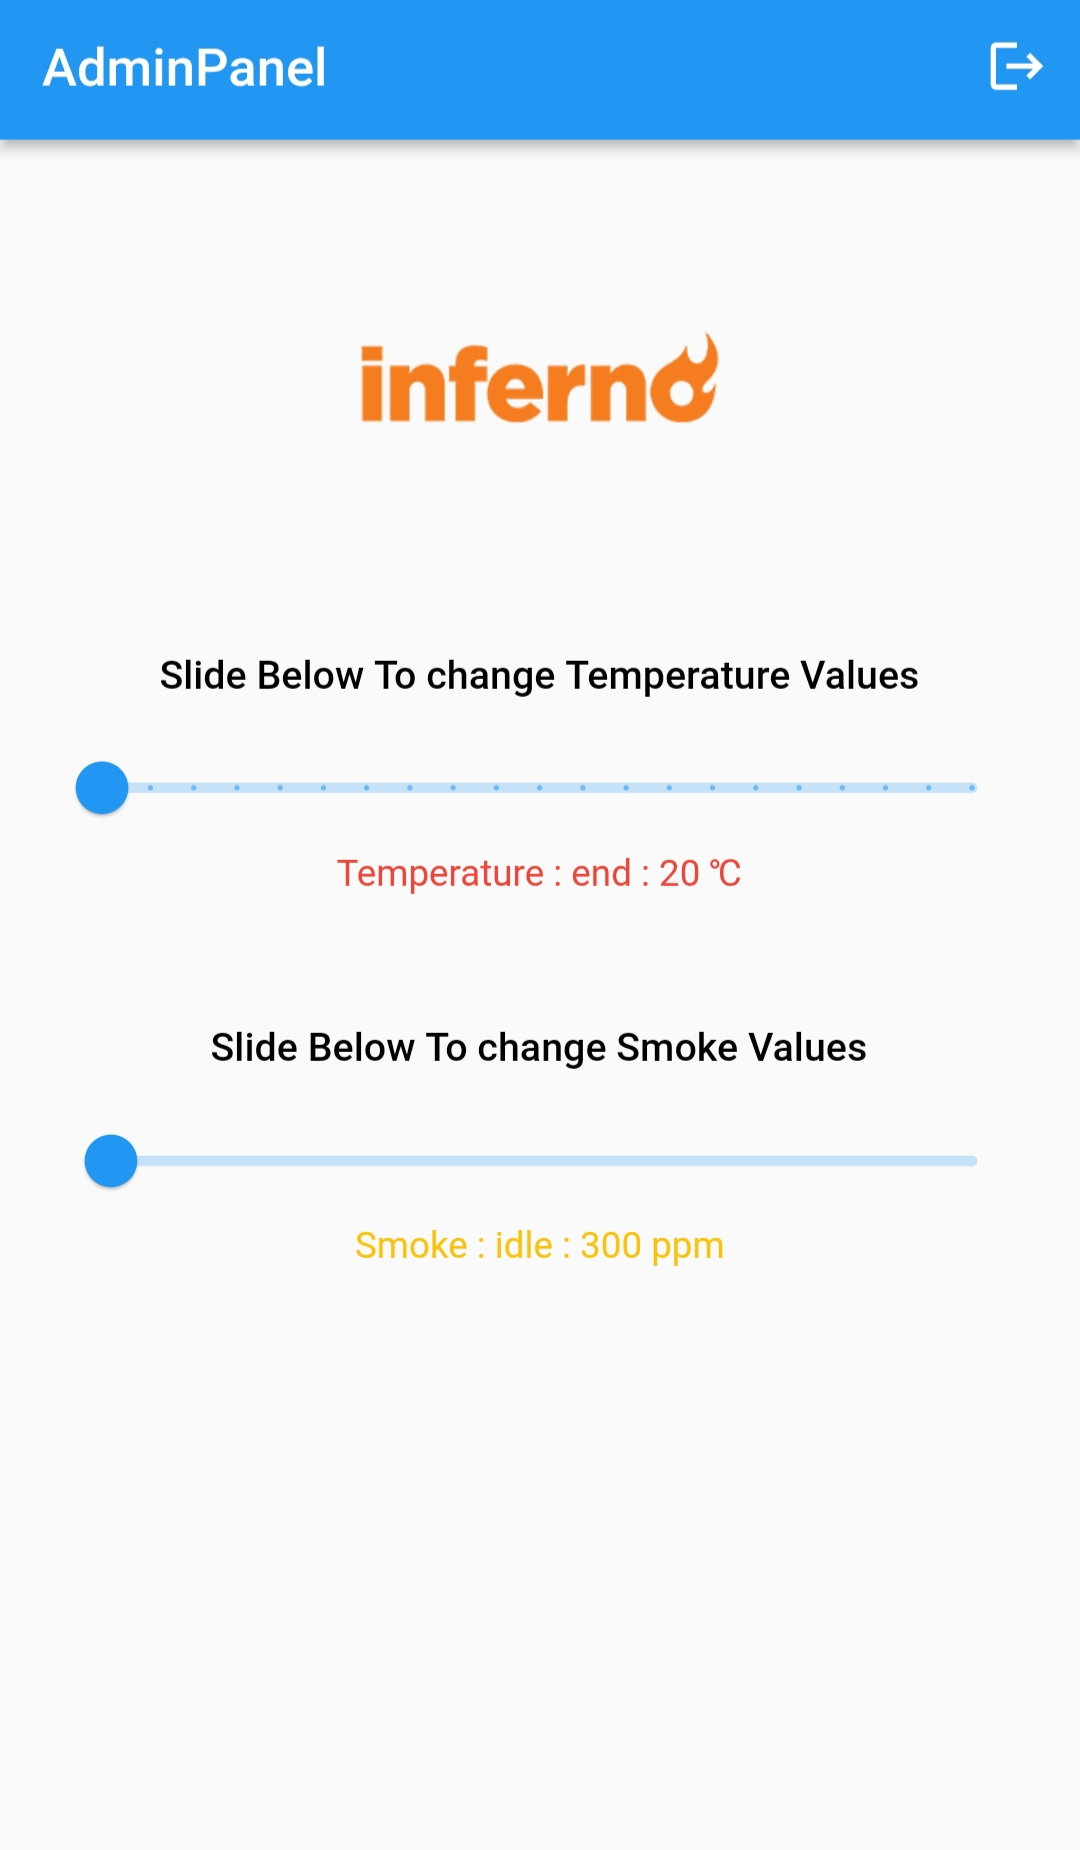 AdminPanel
inferno
Slide Below To change Temperature Values
Temperature : end : 20 ℃
Slide Below To change Smoke Values
Smoke : idle : 300 ppm